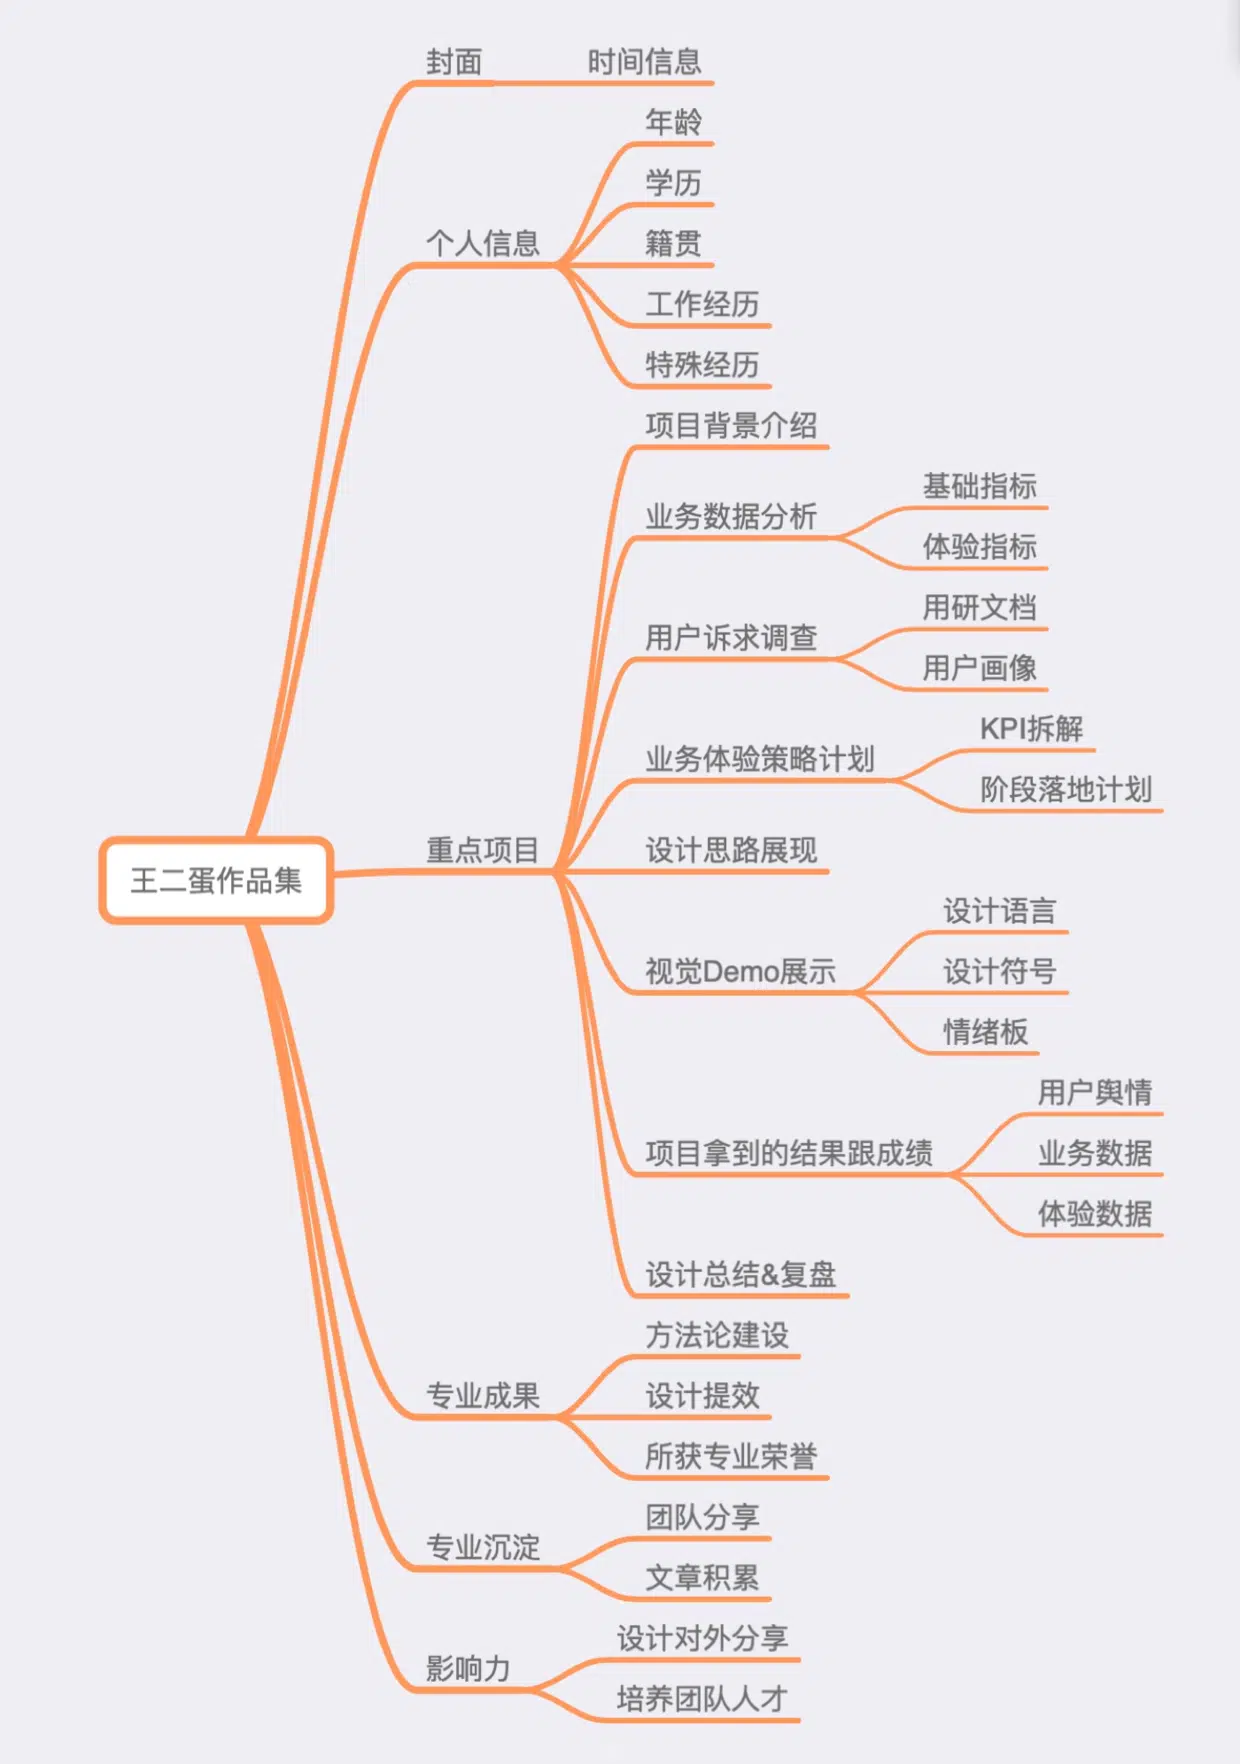 封面
时间信息
年龄
学历
个人信息
籍贯
工作经历
特殊经历
项目背景介绍
基础指标
业务数据分析
体验指标
用研文档
用户诉求调查
用户画像
KPI拆解
业务体验策略计划
阶段落地计划
重点项目
设计思路展现
王二蛋作品集
设计语言
视觉Demo展示
设计符号
情绪板
用户舆情
项目拿到的结果跟成绩
业务数据
体验数据
设计总结&复盘
方法论建设
专业成果
设计提效
所获专业荣誉
团队分享
专业沉淀
文章积累
设计对外分享
影响力
培养团队人才